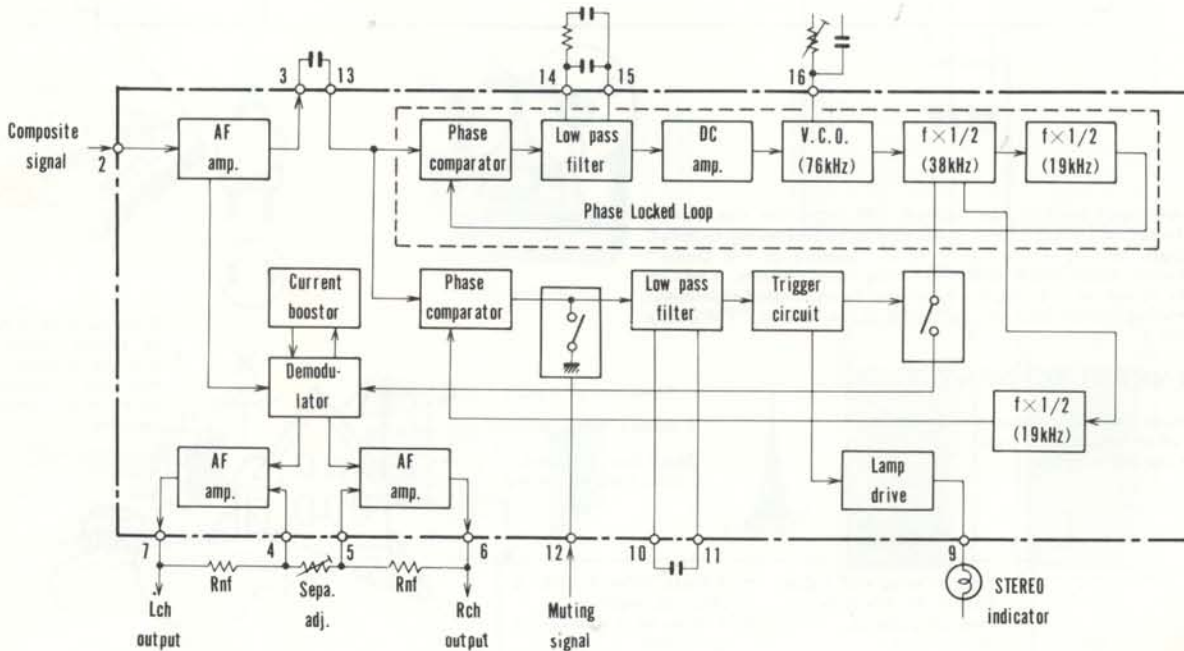 3
13
14
15
16
Composite
signal
2
AF
amp.
Phase
comparator
Low pass
filter
DC
amp.
V.C.O.
(76kHz)
f×1/2
(38kHz)
f×1/2
(19kHz)
Phase Locked Loop
Current
boostor
Phase
comparator
Low pass
filter
Trigger
circuit
Demodu-
lator
f×1/2
(19kHz)
AF
amp.
AF
amp.
Lamp
drive
7
4
5
6
12
10
11
9
Rnf
Sepa.
adj.
Rnf
Lch
output
Rch
output
Muting
signal
STEREO
indicator